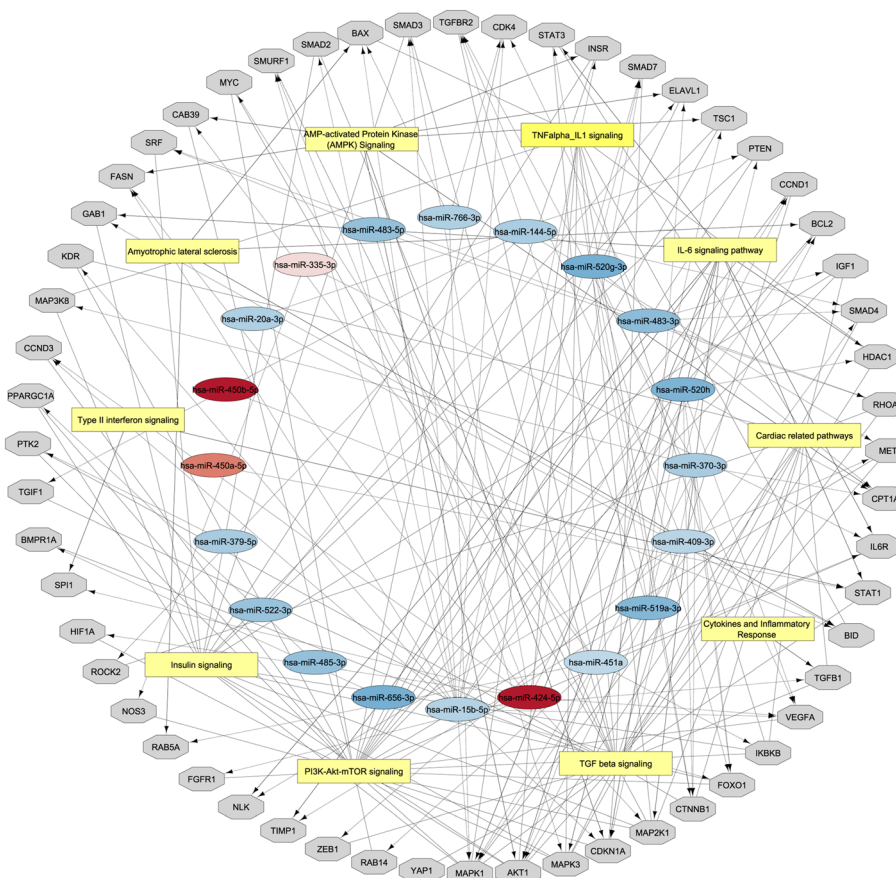 SMAD3
TGFBR2
CDK4
BAX
STAT3
SMAD2
INSR
SMURF1
SMAD7
MYC
ELAVL1
CAB39
TSC1
AMP-activated Protein Kinase
(AMPK) Signaling
TNFalpha_IL1 signaling
SRF
PTEN
FASN
CCND1
GAB1
hsa-miR-766-3p
BCL2
hsa-miR-483-5p
hsa-miR-144-5p
Amyotrophic lateral sclerosis
IL-6 signaling pathway
KDR
hsa-miR-335-3p
hsa-miR-520g-3p
IGF1
MAP3K8
SMAD4
hsa-miR-20a-3p
hsa-miR-483-3p
CCND3
HDAC1
hsa-miR-450b-5p
hsa-miR-520h
PPARGC1A
RHOA
Type II interferon signaling
Cardiac related pathways
PTK2
MET
hsa-miR-450a-5p
hsa-miR-370-3p
TGIF1
CPT1A
BMPR1A
hsa-miR-379-5p
hsa-miR-409-3p
IL6R
SPI1
STAT1
hsa-miR-522-3p
hsa-miR-519a-3p
HIF1A
Cytokines and Inflammatory
Response
BID
ROCK2
Insulin signaling
hsa-miR-485-3p
hsa-miR-451a
TGFB1
NOS3
hsa-miR-656-3p
hsa-miR-424-5p
hsa-miR-15b-5p
VEGFA
RAB5A
IKBKB
PI3K-Akt-mTOR signaling
TGF beta signaling
FGFR1
FOXO1
NLK
CTNNB1
TIMP1
MAP2K1
ZEB1
CDKN1A
RAB14
MAPK3
YAP1
MAPK1
AKT1